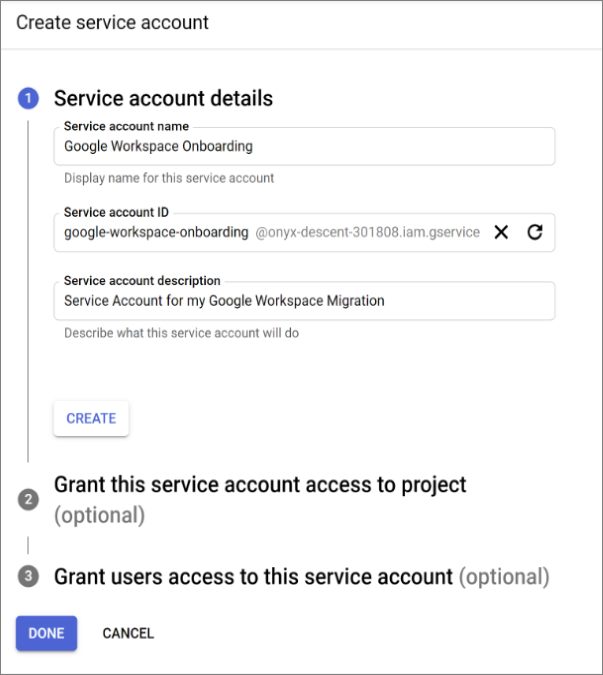 Create service account
1 Service account details
Service account name
Google Workspace Onboarding
Display name for this service account
Service account ID
google-workspace-onboarding @onyx-descent-301808.iam.gservice
Service account description
Service Account for my Google Workspace Migration
Describe what this service account will do
CREATE
2 Grant this service account access to project
(optional)
3 Grant users access to this service account (optional)
DONE CANCEL